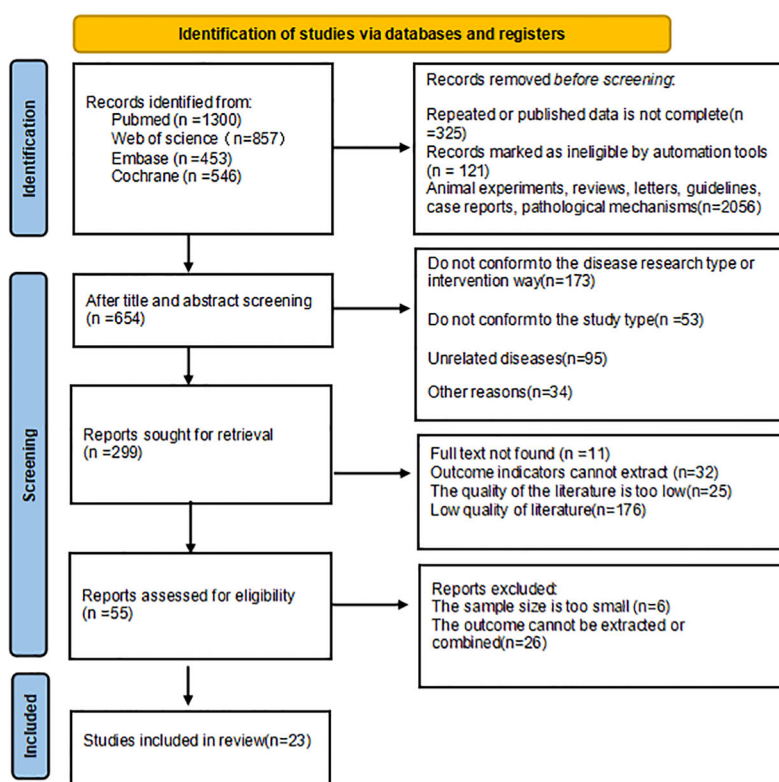 Identification of studies via databases and registers
Identification
Records identified from:
Pubmed (n =1300)
Web of science (n=857)
Embase (n =453)
Cochrane (n =546)
Records removed before screening:
Repeated or published data is not complete(n
=325)
Records marked as ineligible by automation tools
(n = 121)
Animal experiments, reviews, letters, guidelines,
case reports, pathological mechanisms(n=2056)
Screening
After title and abstract screening
(n =654)
Do not conform to the disease research type or
intervention way(n=173)
Do not conform to the study type(n =53)
Unrelated diseases(n=95)
Other reasons(n=34)
Reports sought for retrieval
(n =299)
Full text not found (n =11)
Outcome indicators cannot extract (n=32)
The quality of the literature is too low(n=25)
Low quality of literature(n=176)
Reports assessed for eligibility
(n =55)
Reports excluded:
The sample size is too small (n=6)
The outcome cannot be extracted or
combined(n=26)
Included
Studies included in review(n=23)